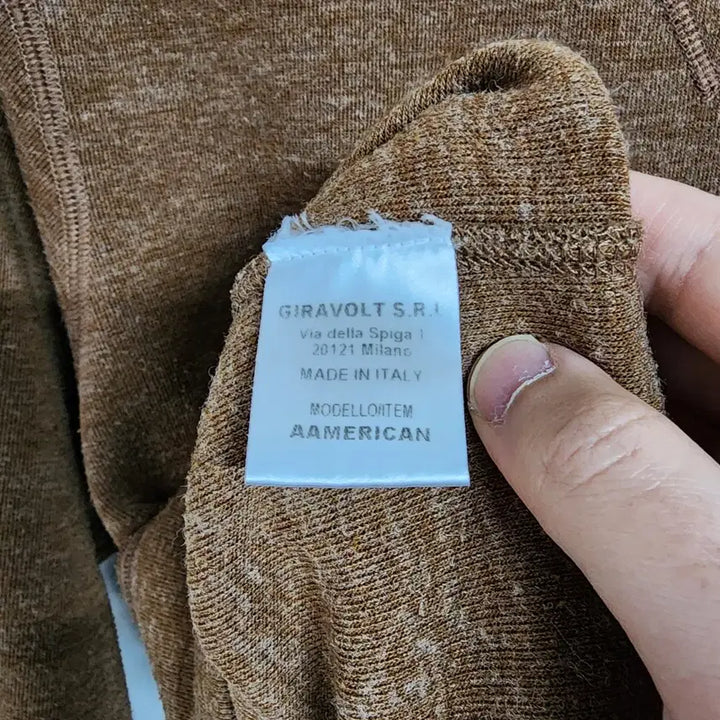 GIRAVOLT S.R.L
Via della Spiga 1
20121 Milano
MADE IN ITALY
MODELLO/ITEM
AAMERICAN